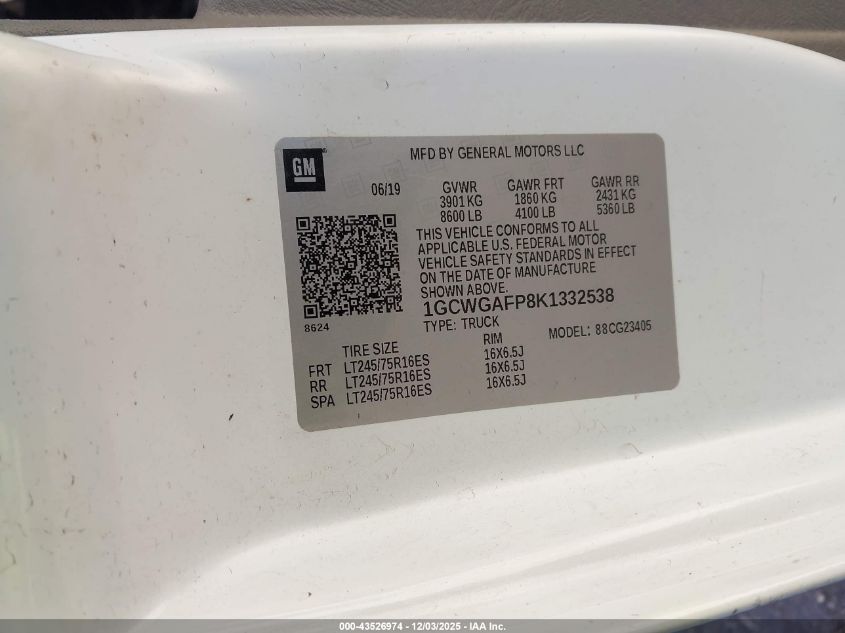 GM
MFD BY GENERAL MOTORS LLC
06/19
GVWR GAWR FRT GAWR RR
3901 KG 1860 KG 2431 KG
8600 LB 4100 LB 5360 LB
THIS VEHICLE CONFORMS TO ALL
APPLICABLE U.S. FEDERAL MOTOR
VEHICLE SAFETY STANDARDS IN EFFECT
ON THE DATE OF MANUFACTURE
SHOWN ABOVE.
1GCWGAFP8K1332538
8624
TYPE: TRUCK MODEL: 88CG23405
TIRE SIZE RIM
FRT LT245/75R16ES 16X6.5J
RR LT245/75R16ES 16X6.5J
SPA LT245/75R16ES 16X6.5J
000-43526974 - 12/03/2025 - IAA Inc.